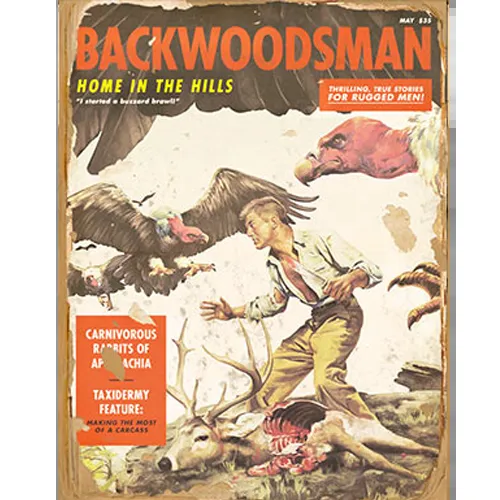 MAY $35
BACKWOODSMAN
HOME IN THE HILLS
"I started a buzzard brawl!"
THRILLING, TRUE STORIES
FOR RUGGED MEN!
CARNIVOROUS
RABBITS OF
APPALACHIA
TAXIDERMY
FEATURE:
MAKING THE MOST
OF A CARCASS